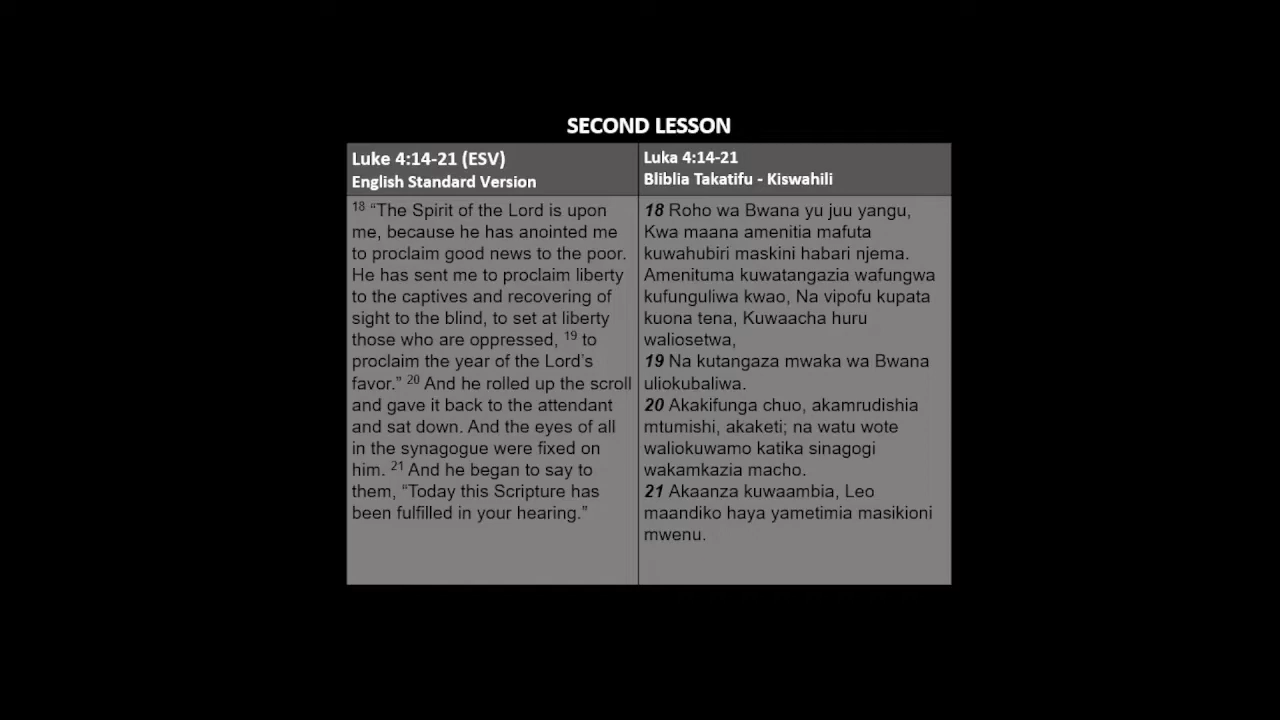 SECOND LESSON
Luke 4:14-21 (ESV)
English Standard Version
18 “The Spirit of the Lord is upon
me, because he has anointed me
to proclaim good news to the poor.
He has sent me to proclaim liberty
to the captives and recovering of
sight to the blind, to set at liberty
those who are oppressed, 19 to
proclaim the year of the Lord’s
favor.” 20 And he rolled up the scroll
and gave it back to the attendant
and sat down. And the eyes of all
in the synagogue were fixed on
him. 21 And he began to say to
them, “Today this Scripture has
been fulfilled in your hearing.”
Luka 4:14-21
Bliblia Takatifu - Kiswahili
18 Roho wa Bwana yu juu yangu,
Kwa maana amenitia mafuta
kuwahubiri maskini habari njema.
Amenituma kuwatangazia wafungwa
kufunguliwa kwao, Na vipofu kupata
kuona tena, Kuwaacha huru
waliosetwa,
19 Na kutangaza mwaka wa Bwana
uliokubaliwa.
20 Akakifunga chuo, akamrudishia
mtumishi, akaketi; na watu wote
waliokuwamo katika sinagogi
wakamkazia macho.
21 Akaanza kuwaambia, Leo
maandiko haya yametimia masikioni
mwenu.